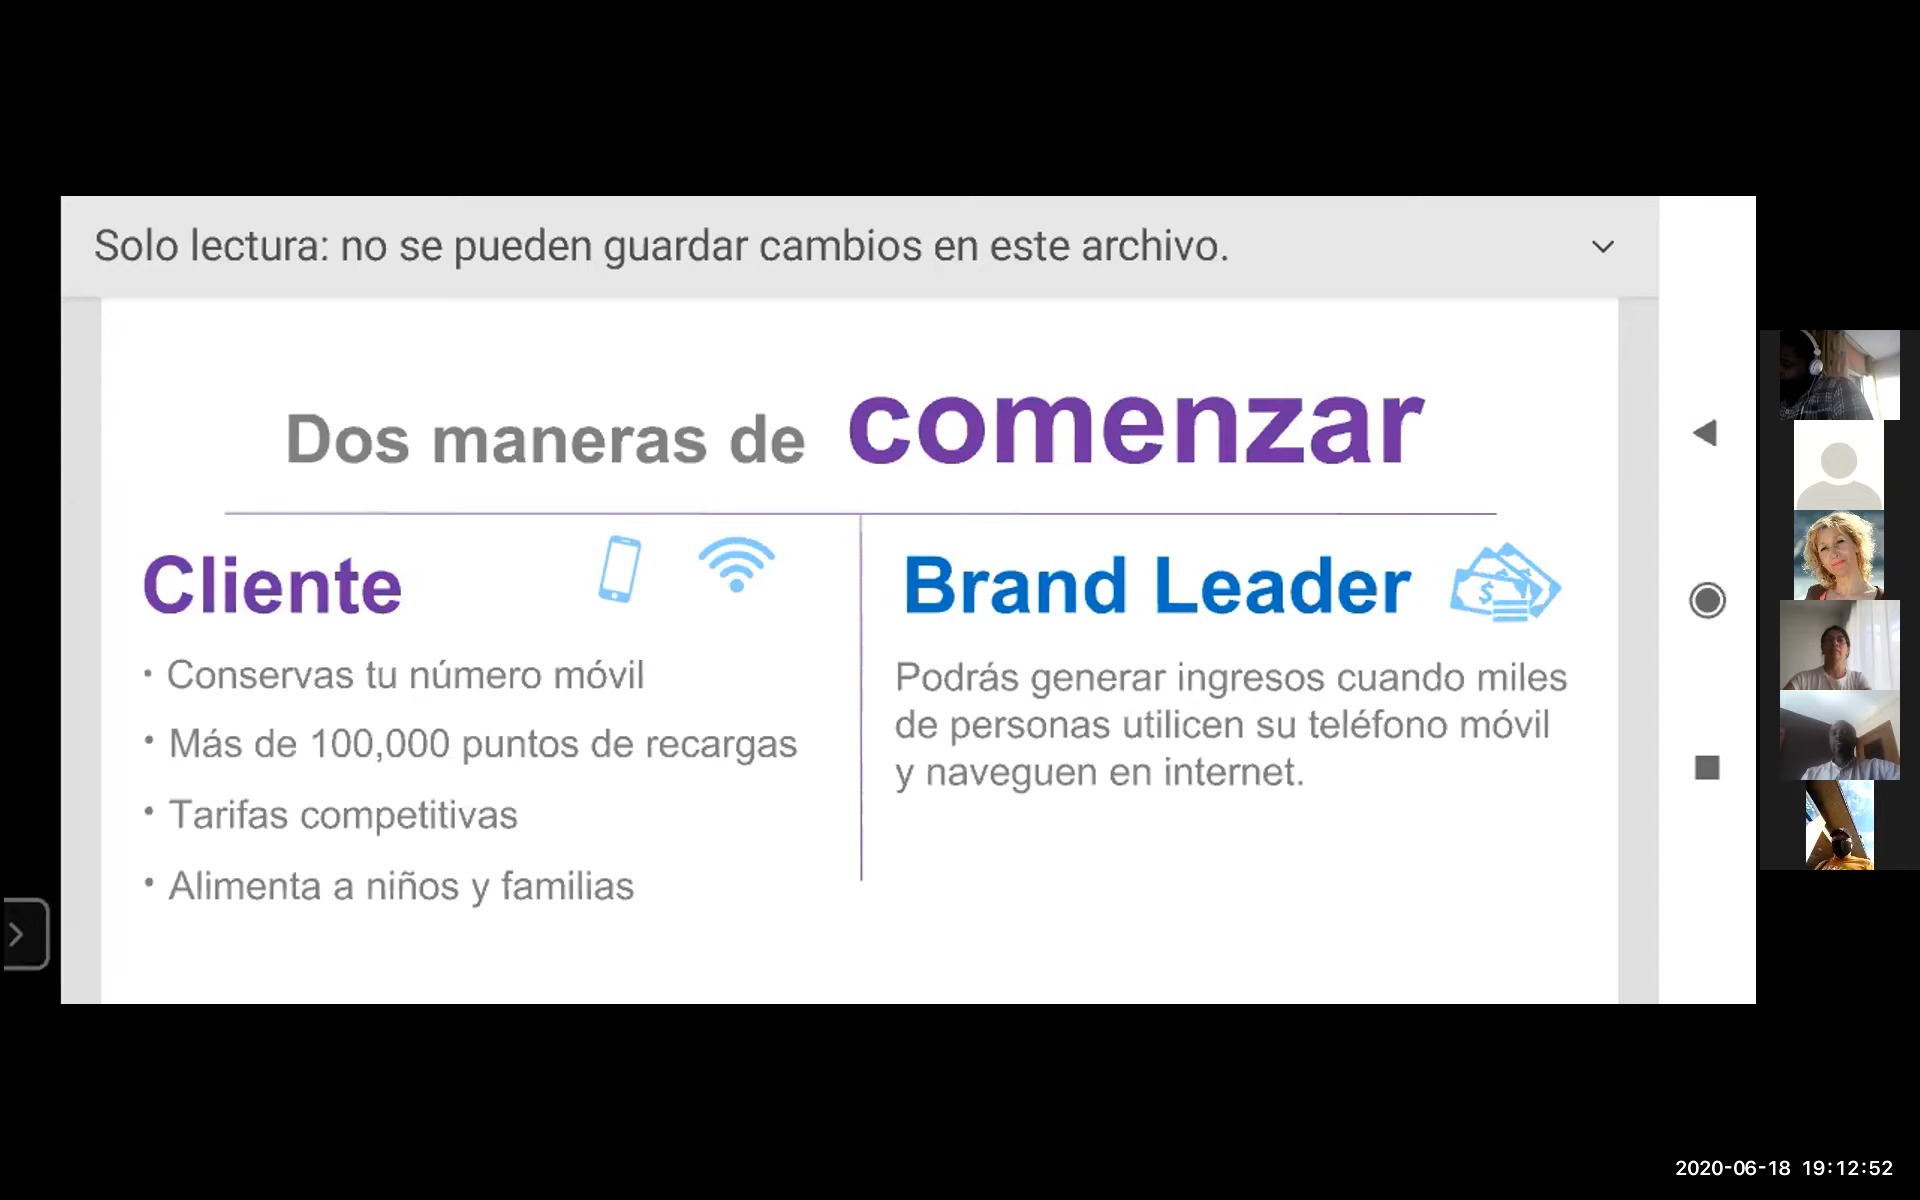 Solo lectura: no se pueden guardar cambios en este archivo.
Dos maneras de comenzar
Cliente
• Conservas tu número móvil
• Más de 100,000 puntos de recargas
• Tarifas competitivas
• Alimenta a niños y familias
Brand Leader
$
Podrás generar ingresos cuando miles
de personas utilicen su teléfono móvil
y naveguen en internet.
2020-06-18 19:12:52